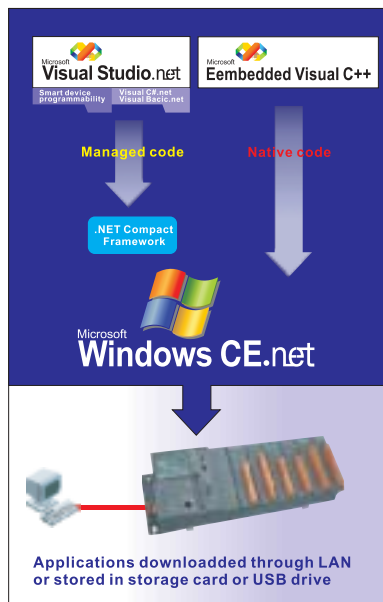 Microsoft
Visual Studio.net
Smart device
programmability
Visual C#.net
Visual Bacic.net
Microsoft
Eembedded Visual C++
Managed code
Native code
.NET Compact
Framework
Microsoft
Windows CE.net
Applications downloadded through LAN
or stored in storage card or USB drive